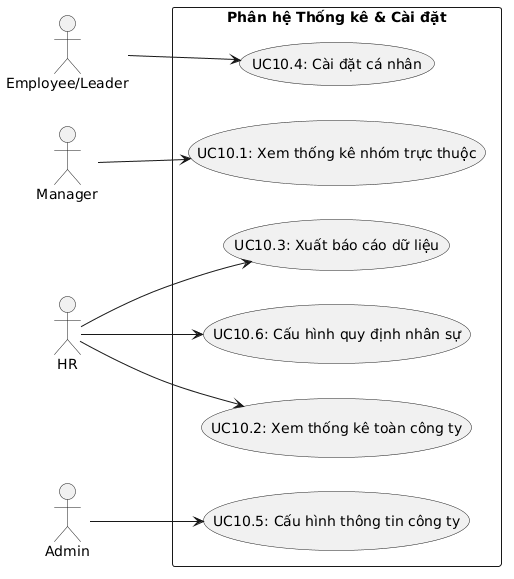 Phân hệ Thống kê & Cài đặt
Employee/Leader
UC10.4: Cài đặt cá nhân
Manager
UC10.1: Xem thống kê nhóm trực thuộc
UC10.3: Xuất báo cáo dữ liệu
HR
UC10.6: Cấu hình quy định nhân sự
UC10.2: Xem thống kê toàn công ty
Admin
UC10.5: Cấu hình thông tin công ty